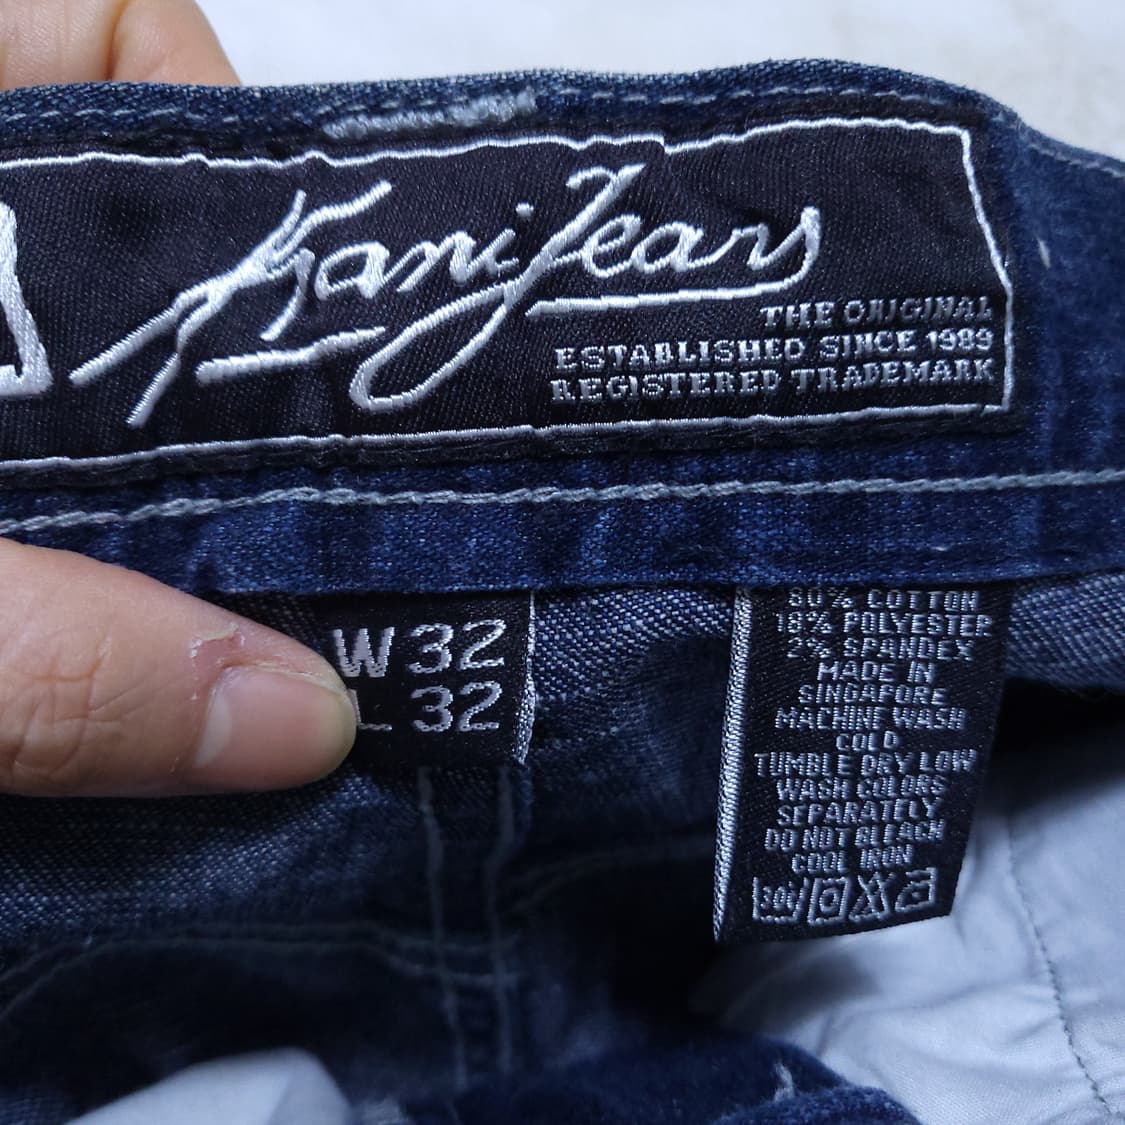 Kani Jeans
THE ORIGINAL
ESTABLISHED SINCE 1989
REGISTERED TRADEMARK
W 32
L 32
80% COTTON
18% POLYESTER
2% SPANDEX
MADE IN
SINGAPORE
MACHINE WASH
COLD
TUMBLE DRY LOW
WASH COLORS
SEPARATELY
DO NOT BLEACH
COOL IRON